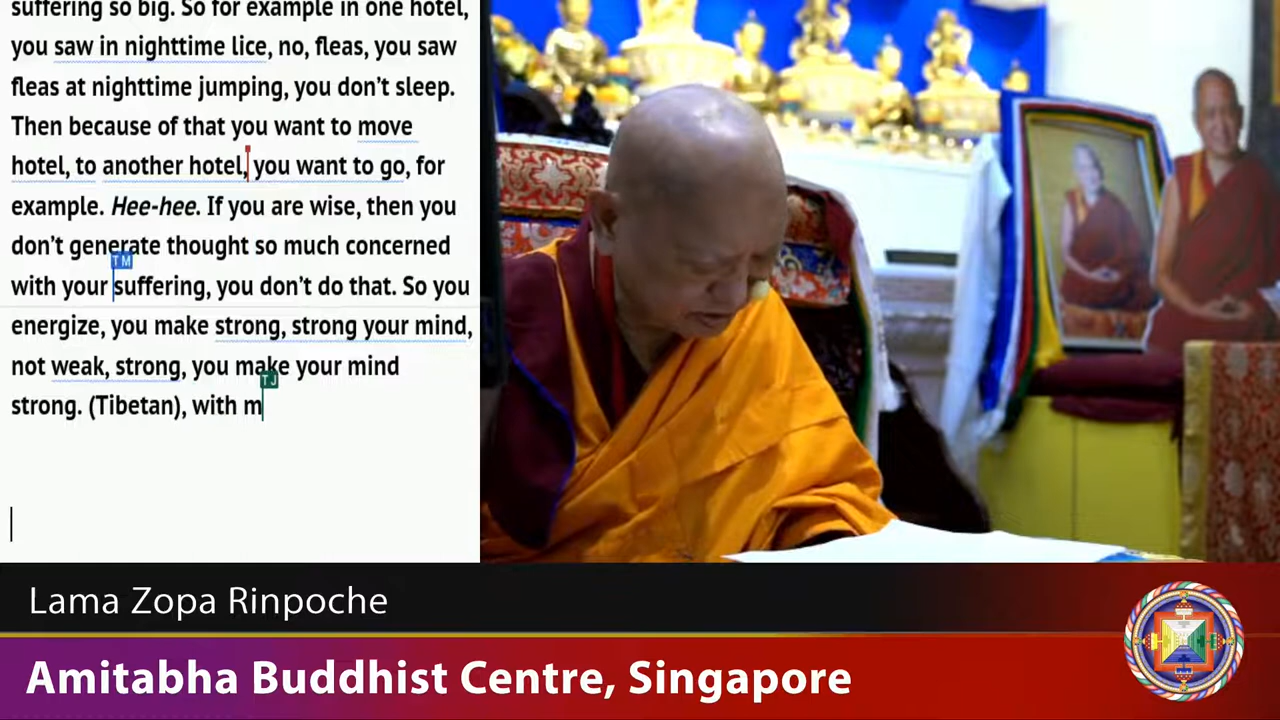 suffering so big. So for example in one hotel,
you saw in nighttime lice, no, fleas, you saw
fleas at nighttime jumping, you don’t sleep.
Then because of that you want to move
hotel, to another hotel, you want to go, for
example. Hee-hee. If you are wise, then you
don’t generate thought so much concerned
TM
with your suffering, you don’t do that. So you
energize, you make strong, strong your mind,
not weak, strong, you make your mind
TJ
strong. (Tibetan), with m
Lama Zopa Rinpoche
Amitabha Buddhist Centre, Singapore